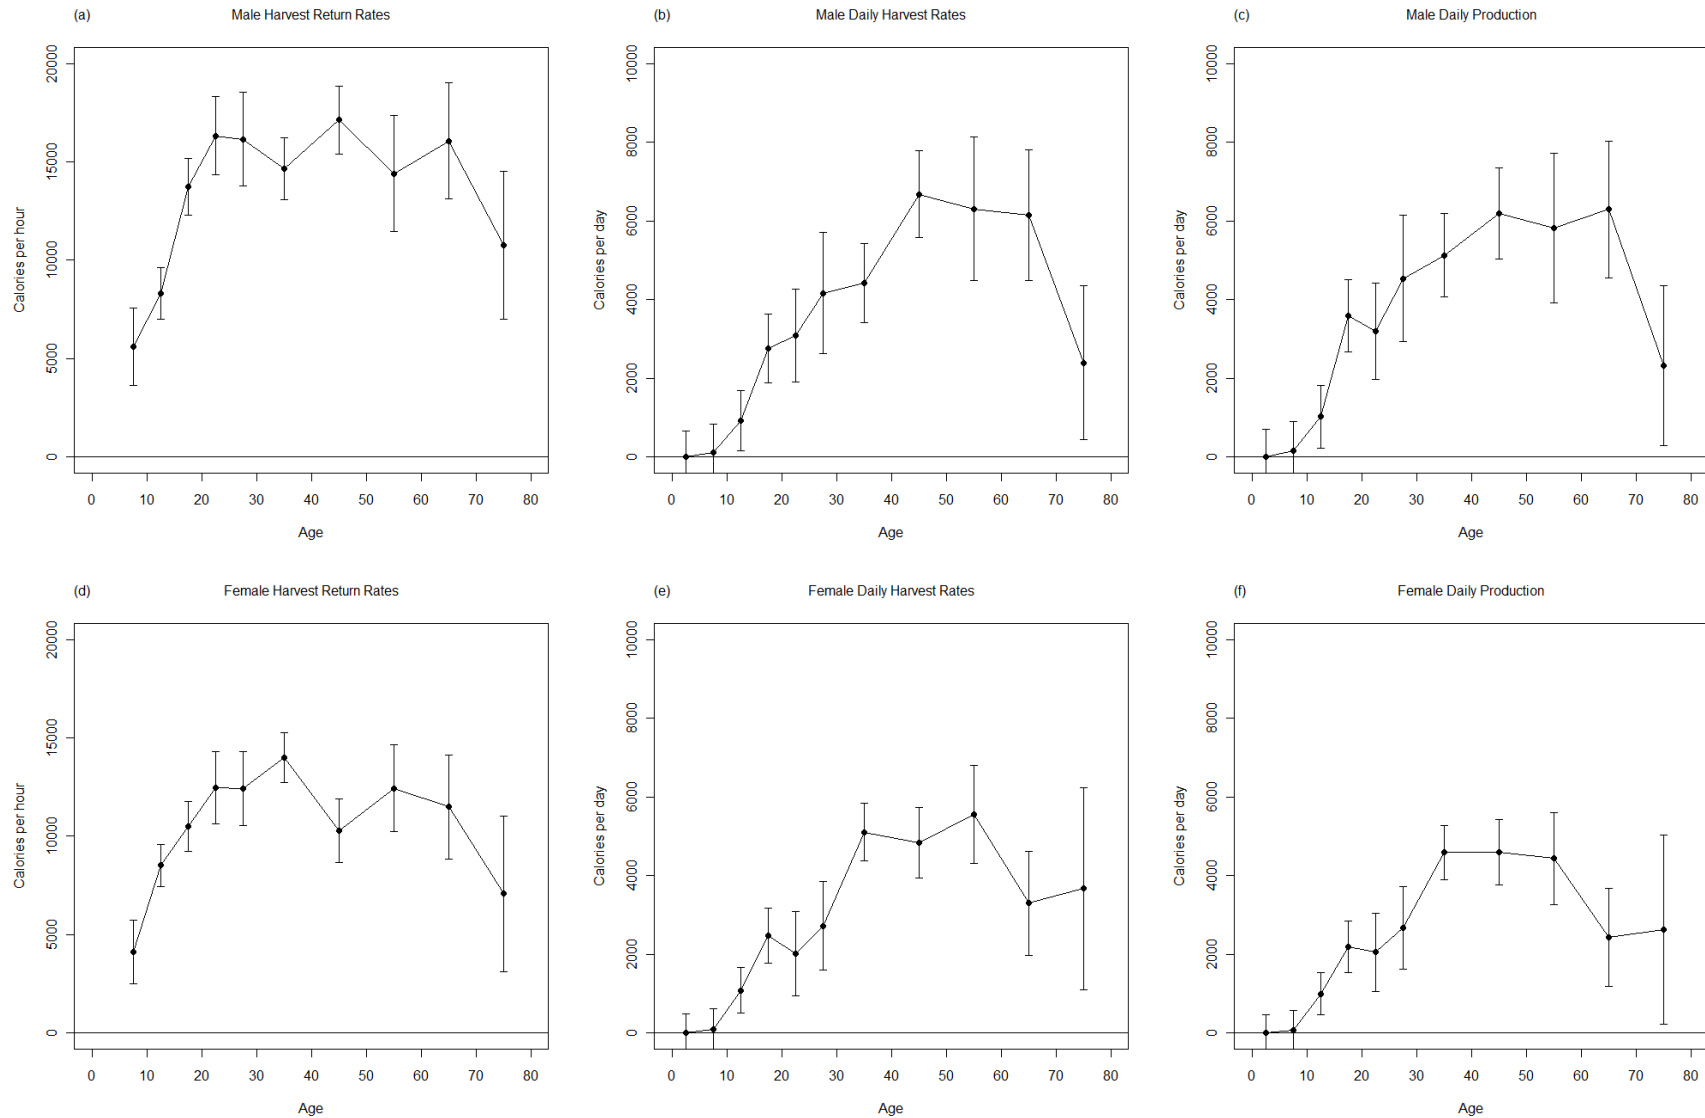 (a) Male Harvest Return Rates
Calories per hour
20000
15000
10000
5000
0
0 10 20 30 40 50 60 70 80
Age
(b) Male Daily Harvest Rates
Calories per day
10000
8000
6000
4000
2000
0
0 10 20 30 40 50 60 70 80
Age
(c) Male Daily Production
Calories per day
10000
8000
6000
4000
2000
0
0 10 20 30 40 50 60 70 80
Age
(d) Female Harvest Return Rates
Calories per hour
20000
15000
10000
5000
0
0 10 20 30 40 50 60 70 80
Age
(e) Female Daily Harvest Rates
Calories per day
10000
8000
6000
4000
2000
0
0 10 20 30 40 50 60 70 80
Age
(f) Female Daily Production
Calories per day
10000
8000
6000
4000
2000
0
0 10 20 30 40 50 60 70 80
Age